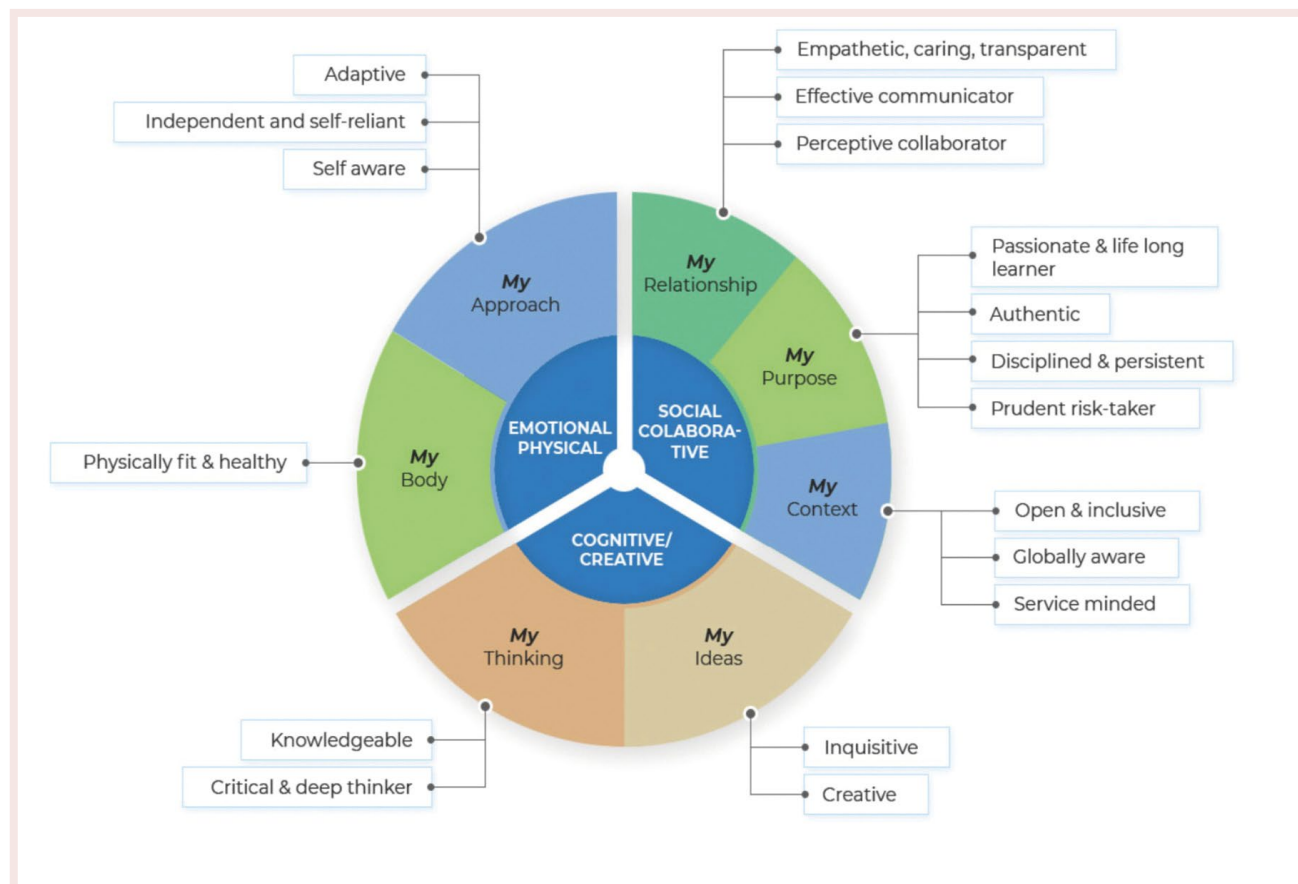 Adaptive
Independent and self-reliant
Self aware
Empathetic, caring, transparent
Effective communicator
Perceptive collaborator
My
Approach
My
Relationship
Passionate & life long
learner
Authentic
Disciplined & persistent
Prudent risk-taker
My
Purpose
EMOTIONAL
PHYSICAL
SOCIAL
COLABORA-
TIVE
Physically fit & healthy
My
Body
My
Context
Open & inclusive
Globally aware
Service minded
COGNITIVE/
CREATIVE
My
Thinking
My
Ideas
Knowledgeable
Critical & deep thinker
Inquisitive
Creative